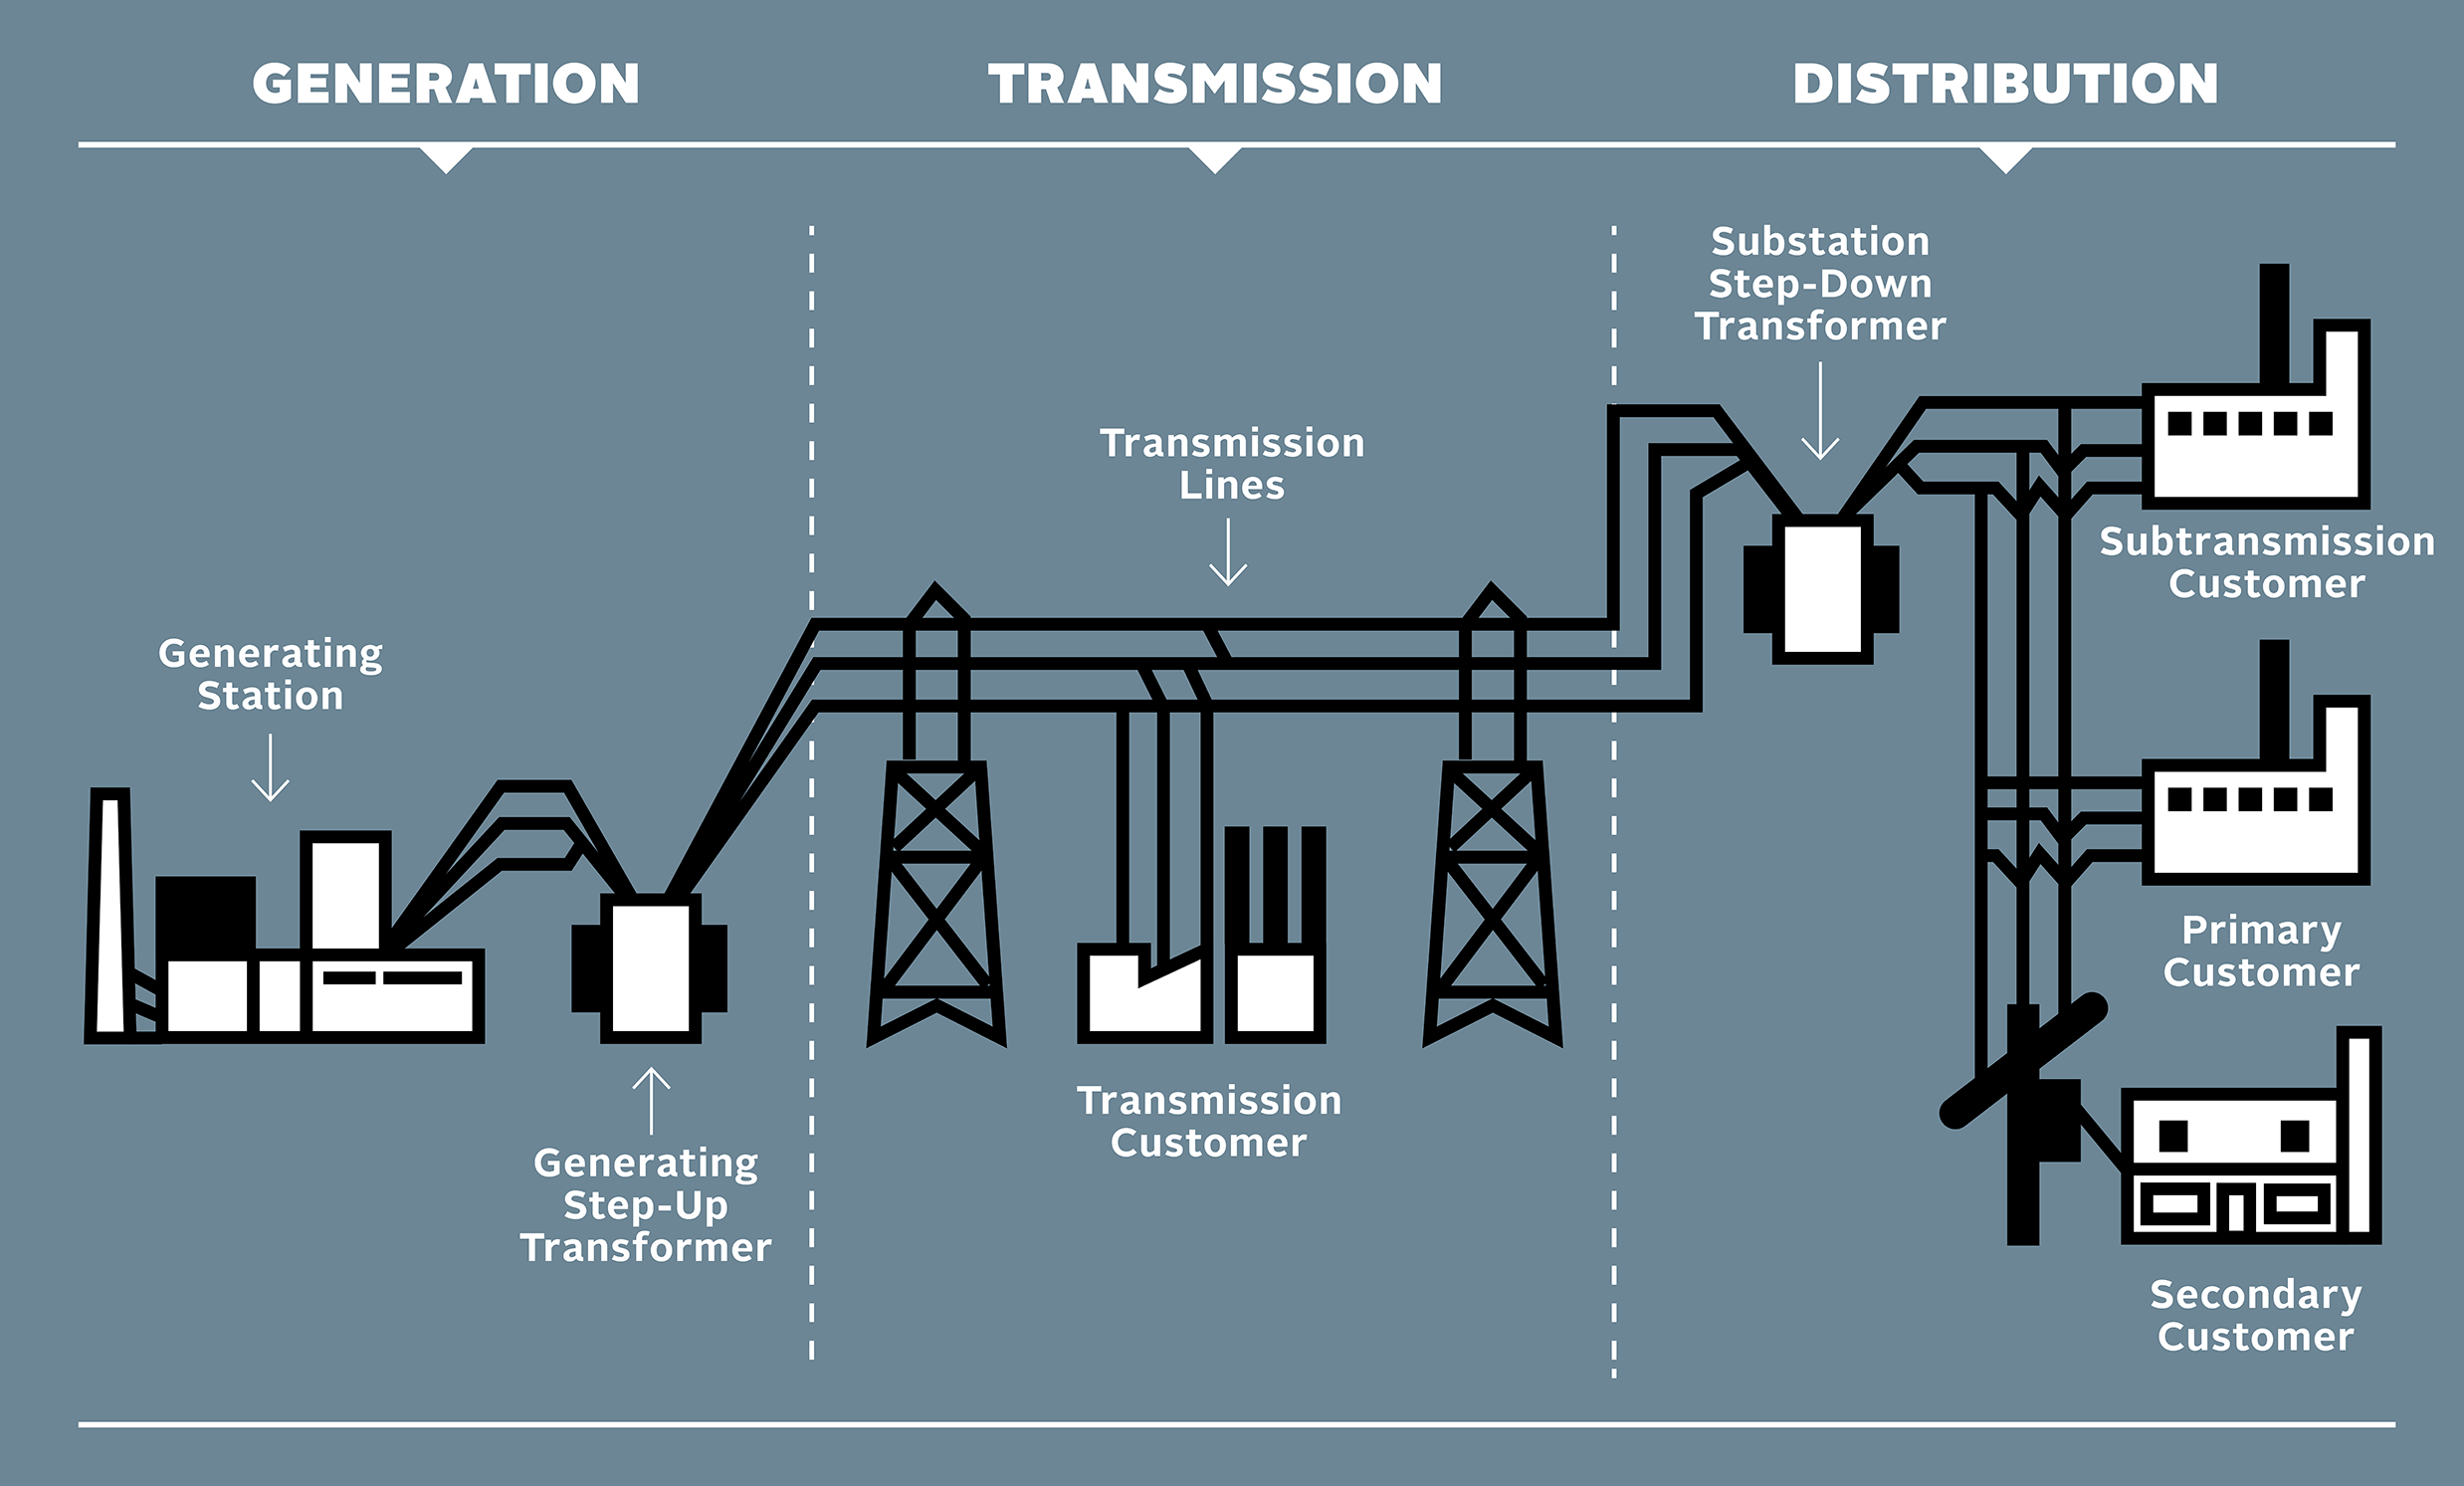 GENERATION
TRANSMISSION
DISTRIBUTION
Substation
Step-Down
Transformer
Transmission
Lines
Subtransmission
Customer
Generating
Station
Primary
Customer
Transmission
Customer
Generating
Step-Up
Transformer
Secondary
Customer